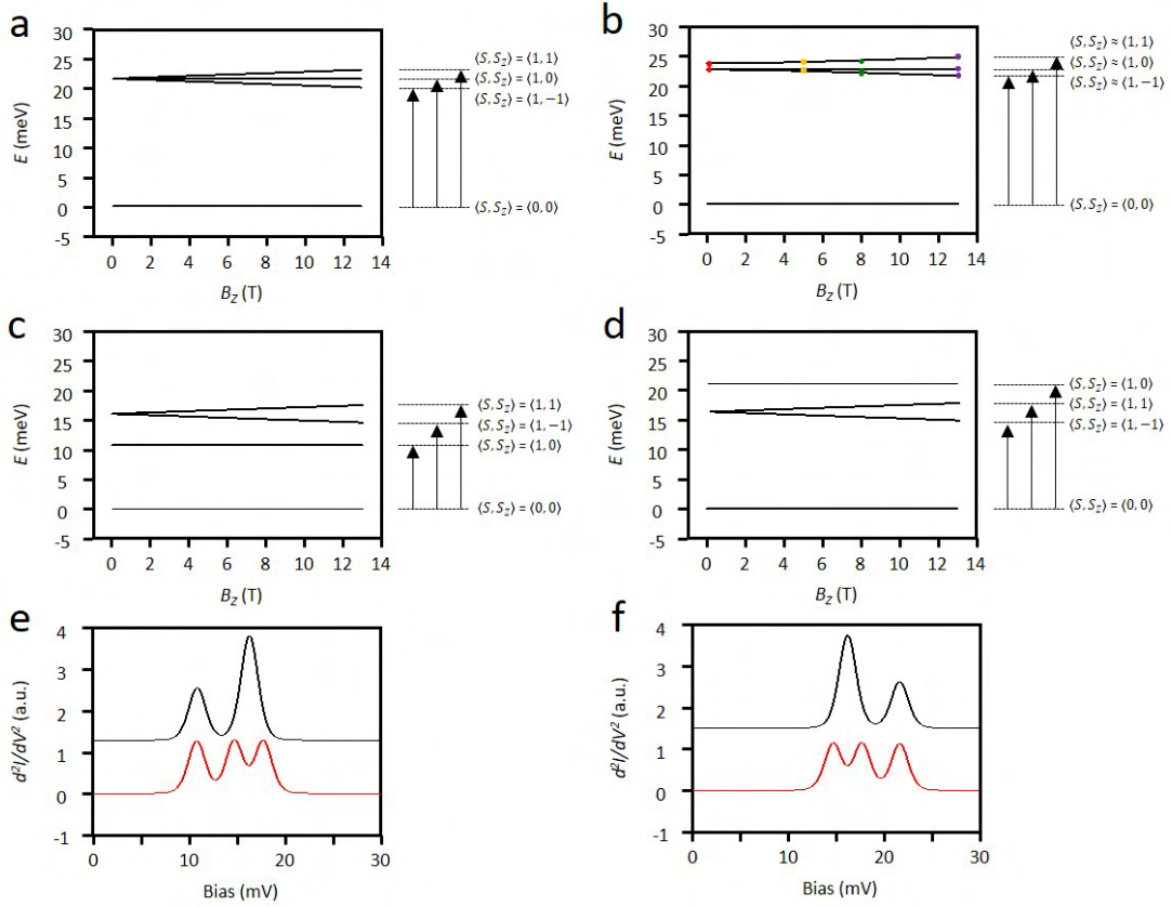 a
30
25
20
15
10
5
0
-5
E (meV)
0 2 4 6 8 10 12 14
B_Z (T)
⟨S, S_Z⟩ = ⟨1, 1⟩
⟨S, S_Z⟩ = ⟨1, 0⟩
⟨S, S_Z⟩ = ⟨1, −1⟩
⟨S, S_Z⟩ = ⟨0, 0⟩
b
30
25
20
15
10
5
0
-5
E (meV)
0 2 4 6 8 10 12 14
B_Z (T)
⟨S, S_Z⟩ ≈ ⟨1, 1⟩
⟨S, S_Z⟩ ≈ ⟨1, 0⟩
⟨S, S_Z⟩ ≈ ⟨1, −1⟩
⟨S, S_Z⟩ = ⟨0, 0⟩
c
30
25
20
15
10
5
0
-5
E (meV)
0 2 4 6 8 10 12 14
B_Z (T)
⟨S, S_Z⟩ = ⟨1, 1⟩
⟨S, S_Z⟩ = ⟨1, −1⟩
⟨S, S_Z⟩ = ⟨1, 0⟩
⟨S, S_Z⟩ = ⟨0, 0⟩
d
30
25
20
15
10
5
0
-5
E (meV)
0 2 4 6 8 10 12 14
B_Z (T)
⟨S, S_Z⟩ = ⟨1, 0⟩
⟨S, S_Z⟩ = ⟨1, 1⟩
⟨S, S_Z⟩ = ⟨1, −1⟩
⟨S, S_Z⟩ = ⟨0, 0⟩
e
4
3
2
1
0
-1
d²I/dV² (a.u.)
0 10 20 30
Bias (mV)
f
4
3
2
1
0
-1
d²I/dV² (a.u.)
0 10 20 30
Bias (mV)